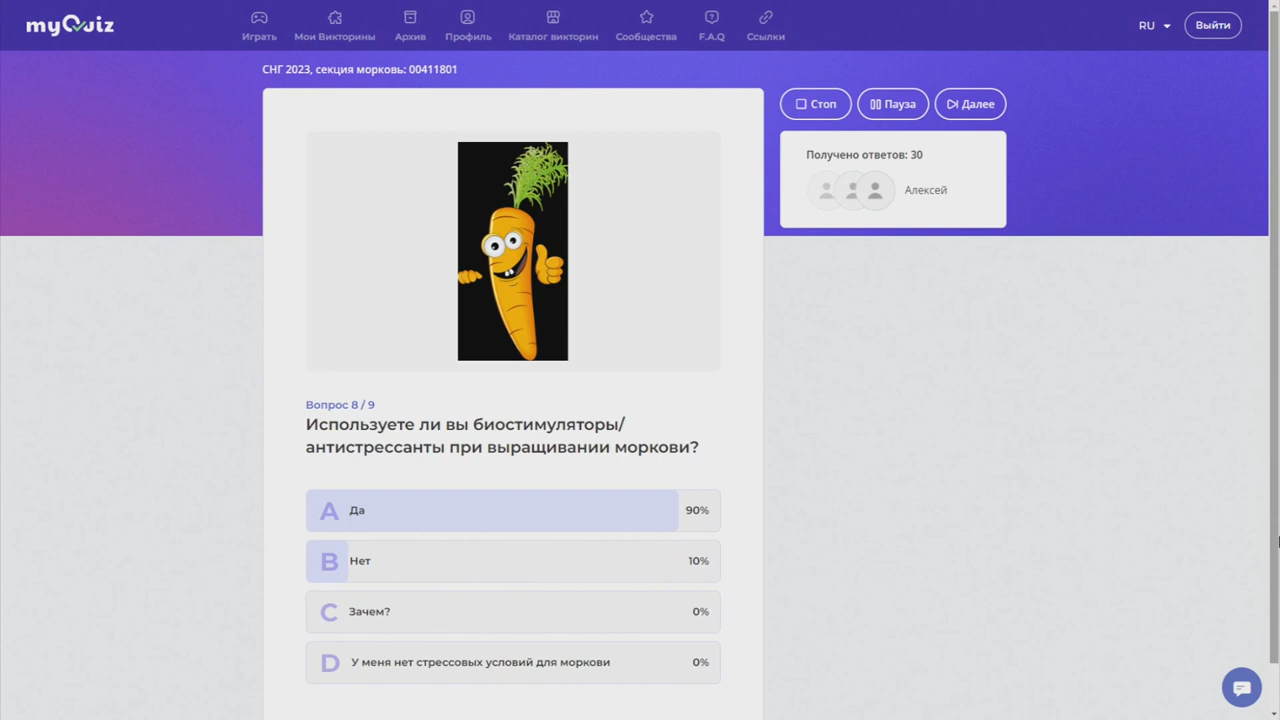 myQuiz
Играть
Мои Викторины
Архив
Профиль
Каталог викторин
Сообщества
F.A.Q
Ссылки
RU
Выйти
СНГ 2023, секция морковь: 00411801
Стоп
Пауза
Далее
Получено ответов: 30
Алексей
Вопрос 8 / 9
Используете ли вы биостимуляторы/
антистрессанты при выращивании моркови?
A Да 90%
B Нет 10%
C Зачем? 0%
D У меня нет стрессовых условий для моркови 0%